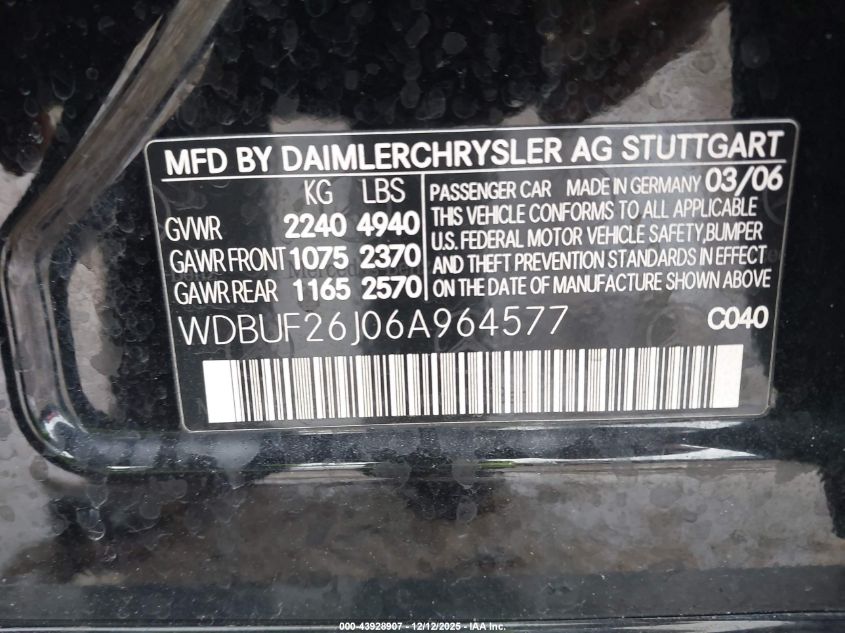 MFD BY DAIMLERCHRYSLER AG STUTTGART
KG LBS
GVWR 2240 4940
GAWR FRONT 1075 2370
GAWR REAR 1165 2570
PASSENGER CAR MADE IN GERMANY 03/06
THIS VEHICLE CONFORMS TO ALL APPLICABLE
U.S. FEDERAL MOTOR VEHICLE SAFETY,BUMPER
AND THEFT PREVENTION STANDARDS IN EFFECT
ON THE DATE OF MANUFACTURE SHOWN ABOVE
WDBUF26J06A964577 C040
000-43928907 - 12/12/2025 - IAA Inc.